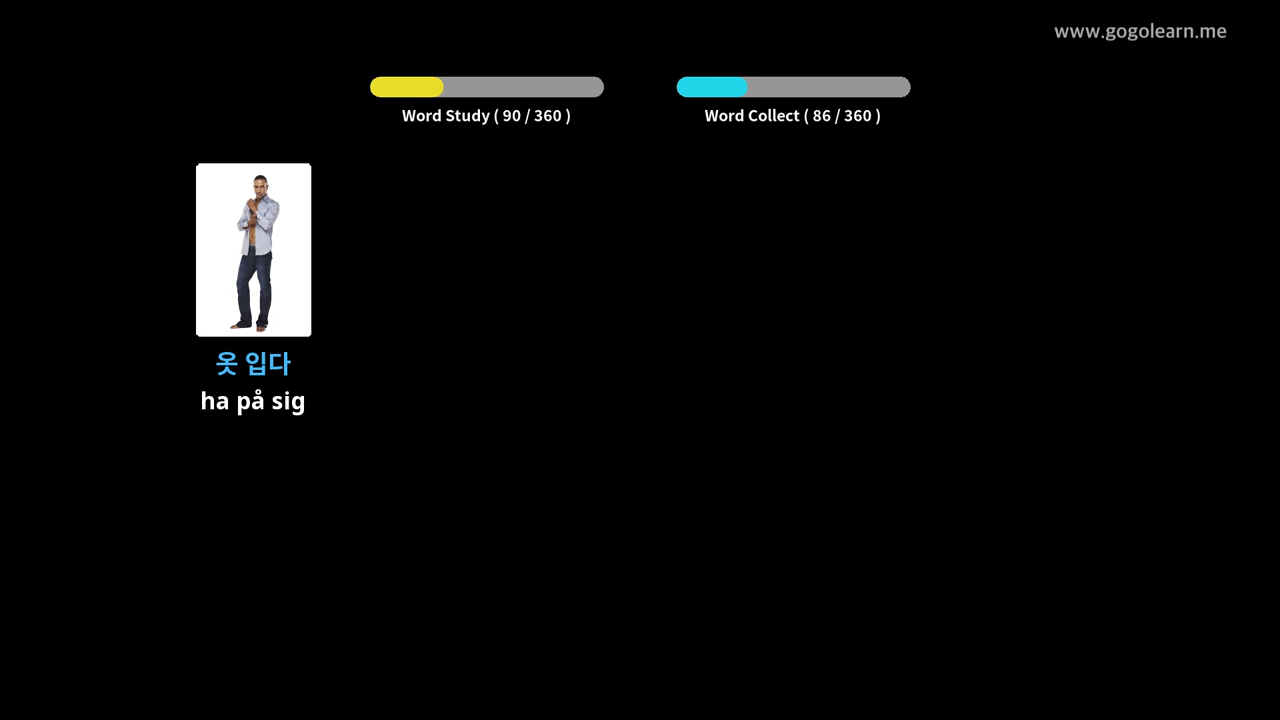 www.gogolearn.me
Word Study ( 90 / 360 )
Word Collect ( 86 / 360 )
옷 입다
ha på sig